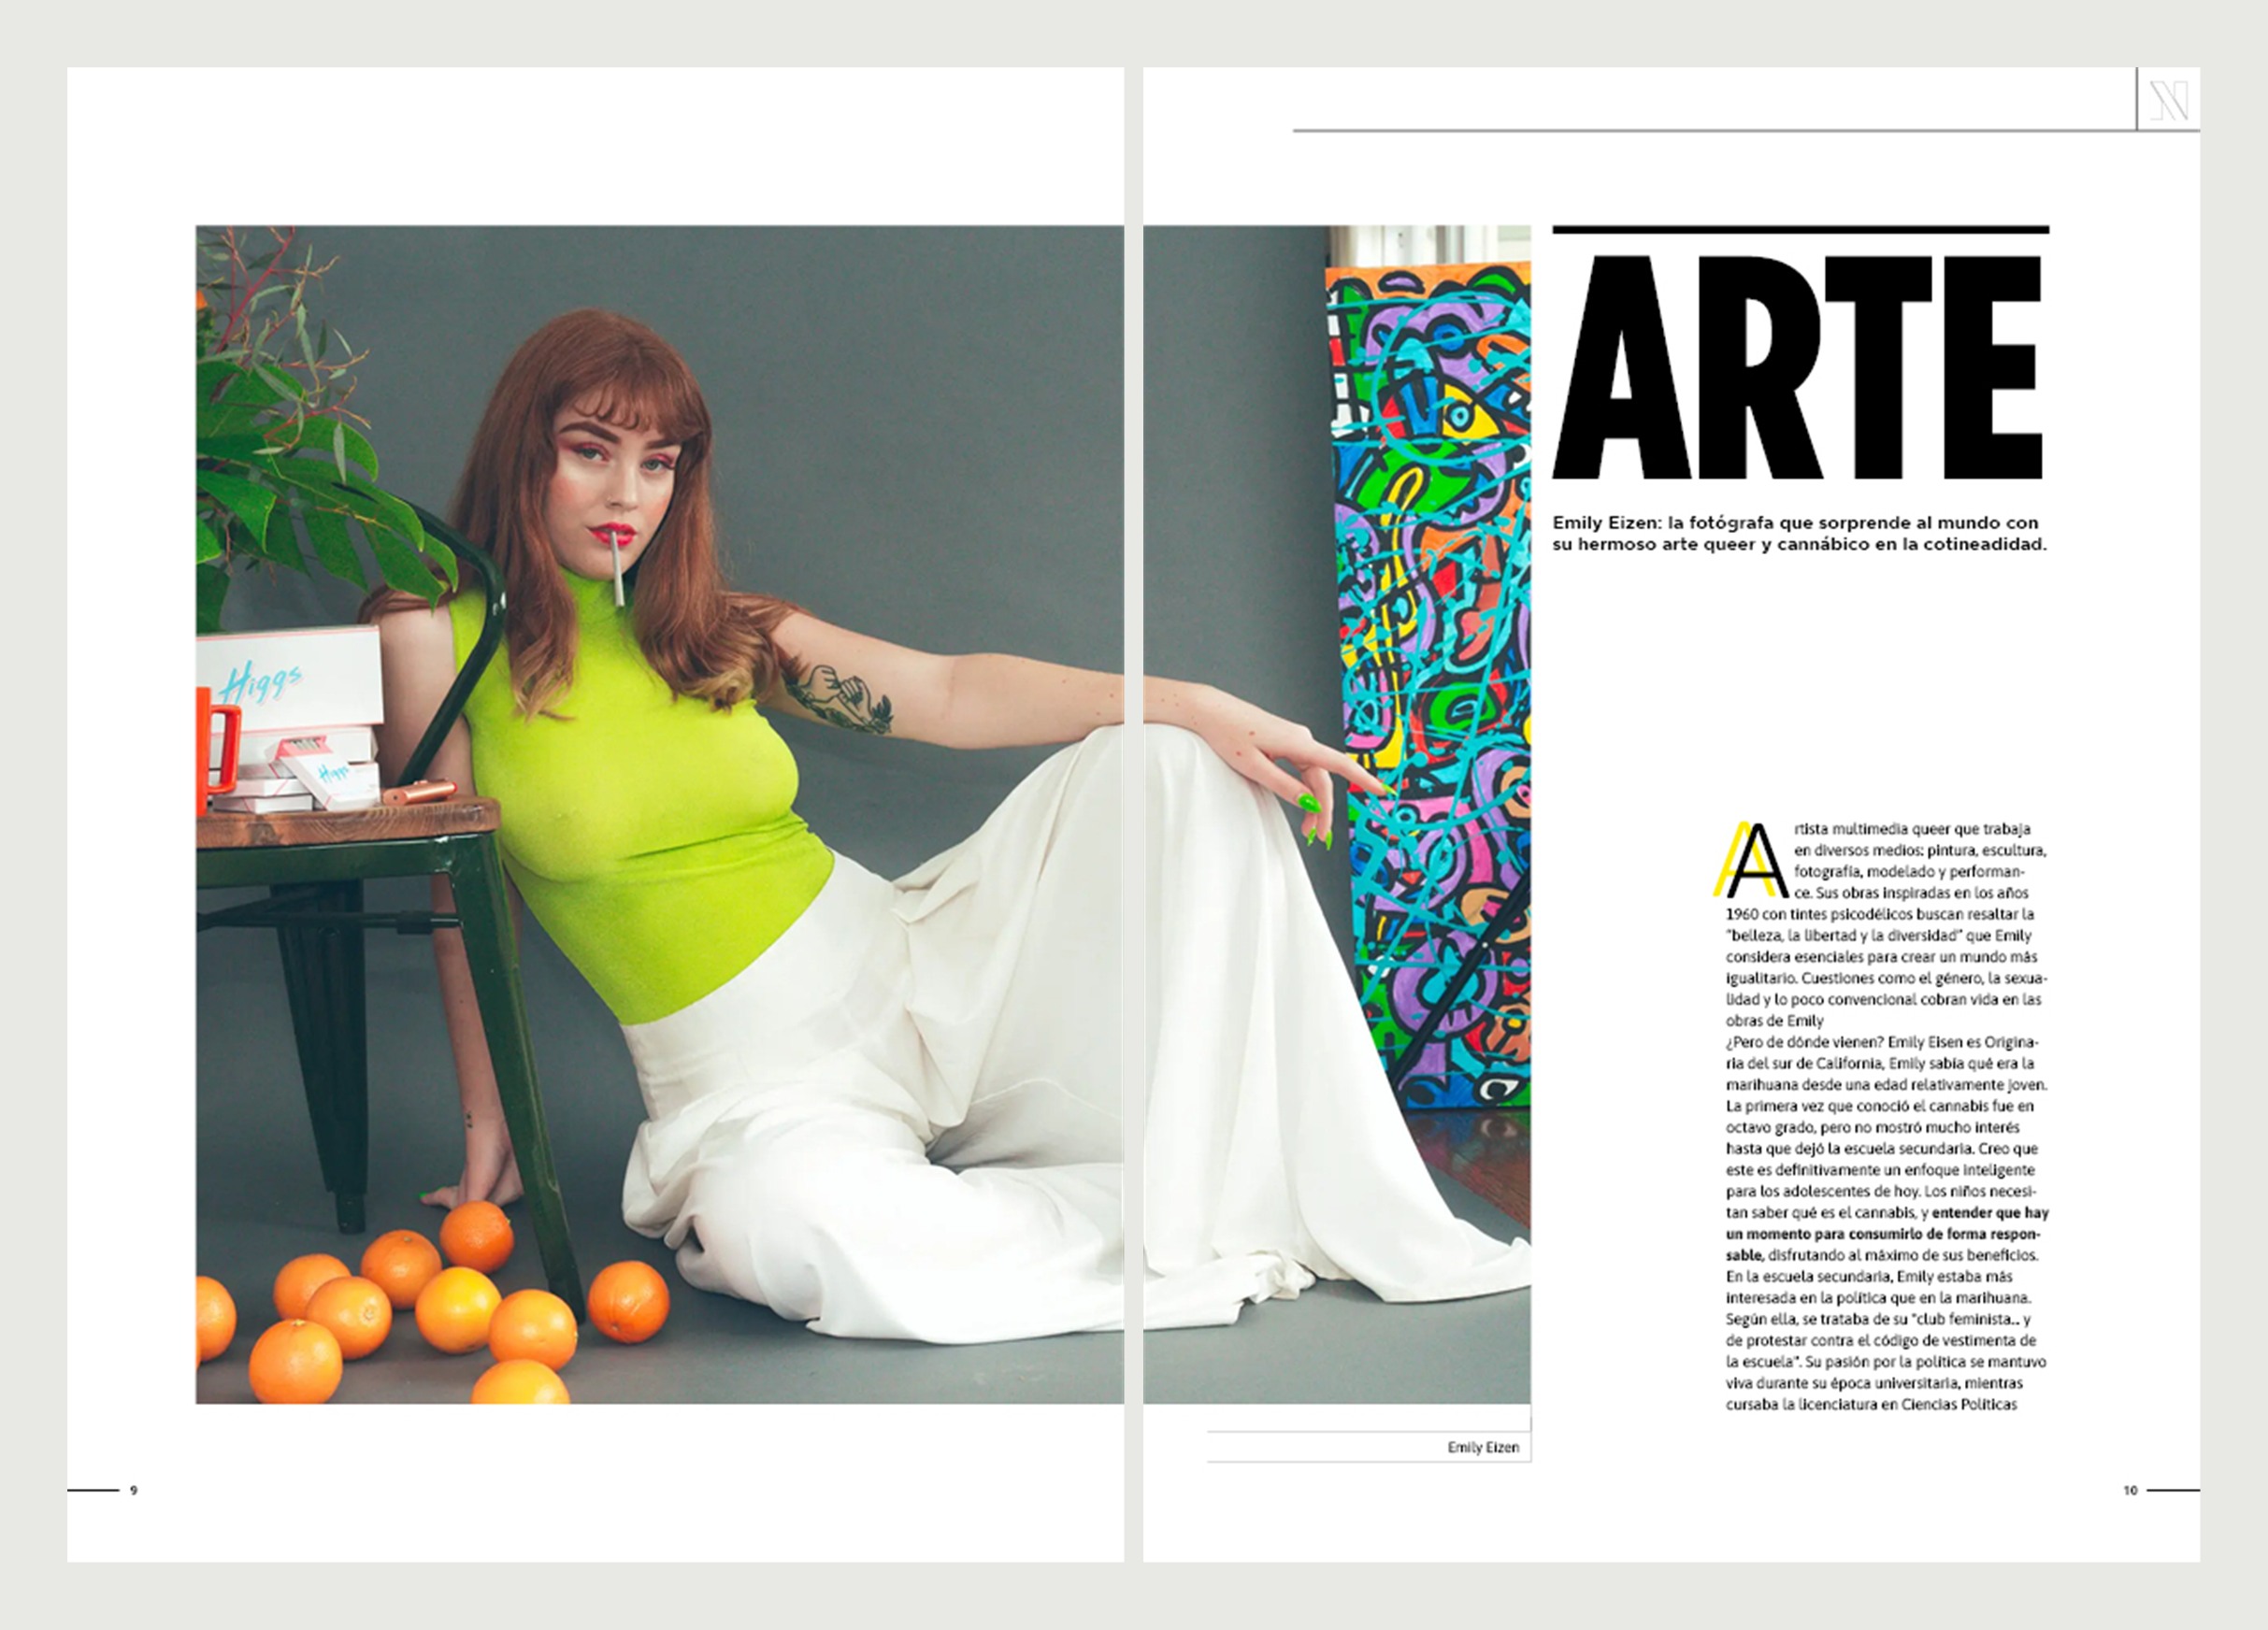 Higgs
Higgs
N
ARTE
Emily Eizen: la fotógrafa que sorprende al mundo con
su hermoso arte queer y cannábico en la cotineadidad.
Artista multimedia queer que trabaja
en diversos medios: pintura, escultura,
fotografía, modelado y performan-
ce. Sus obras inspiradas en los años
1960 con tintes psicodélicos buscan resaltar la
"belleza, la libertad y la diversidad" que Emily
considera esenciales para crear un mundo más
igualitario. Cuestiones como el género, la sexua-
lidad y lo poco convencional cobran vida en las
obras de Emily
¿Pero de dónde vienen? Emily Eisen es Origina-
ria del sur de California, Emily sabía qué era la
marihuana desde una edad relativamente joven.
La primera vez que conoció el cannabis fue en
octavo grado, pero no mostró mucho interés
hasta que dejó la escuela secundaria. Creo que
este es definitivamente un enfoque inteligente
para los adolescentes de hoy. Los niños necesi-
tan saber qué es el cannabis, y entender que hay
un momento para consumirlo de forma respon-
sable, disfrutando al máximo de sus beneficios.
En la escuela secundaria, Emily estaba más
interesada en la política que en la marihuana.
Según ella, se trataba de su "club feminista.. y
de protestar contra el código de vestimenta de
la escuela". Su pasión por la política se mantuvo
viva durante su época universitaria, mientras
cursaba la licenciatura en Ciencias Políticas
Emily Eizen
9
10